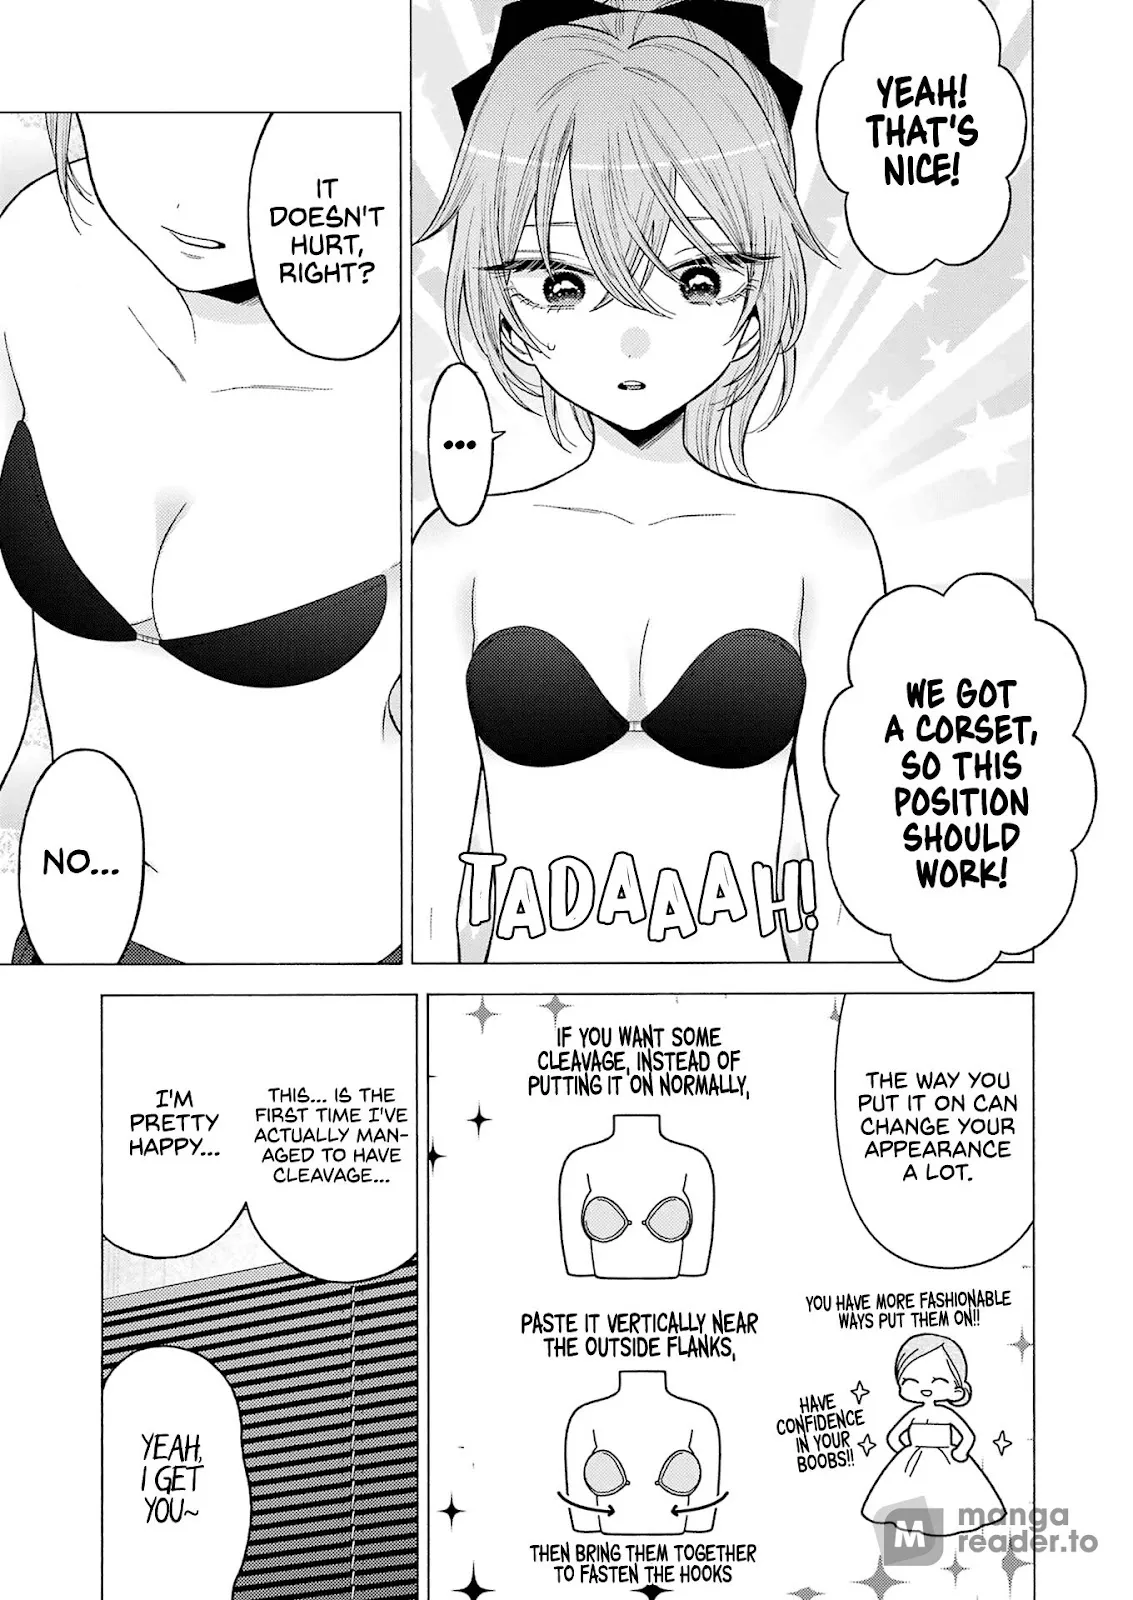 YEAH!
THAT'S
NICE!
•••
WE GOT
A CORSET,
SO THIS
POSITION
SHOULD
WORK!
TADAAAH!
IT
DOESN'T
HURT,
RIGHT?
NO...
THE WAY YOU
PUT IT ON CAN
CHANGE YOUR
APPEARANCE
A LOT.
IF YOU WANT SOME
CLEAVAGE, INSTEAD OF
PUTTING IT ON NORMALLY,
PASTE IT VERTICALLY NEAR
THE OUTSIDE FLANKS,
THEN BRING THEM TOGETHER
TO FASTEN THE HOOKS
YOU HAVE MORE FASHIONABLE
WAYS PUT THEM ON!!
HAVE
CONFIDENCE
IN YOUR
BOOBS!!
THIS... IS THE
FIRST TIME I'VE
ACTUALLY MAN-
AGED TO HAVE
CLEAVAGE...
I'M
PRETTY
HAPPY...
YEAH,
I GET
YOU~
M manga
reader.to